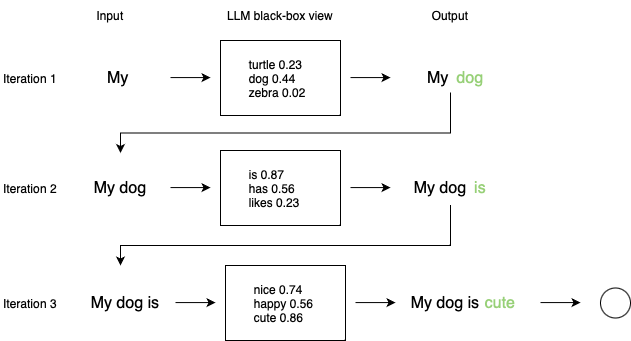 Input LLM black-box view Output
Iteration 1 My turtle 0.23 My dog
dog 0.44
zebra 0.02
Iteration 2 My dog is 0.87 My dog is
has 0.56
likes 0.23
Iteration 3 My dog is nice 0.74 My dog is cute
happy 0.56
cute 0.86